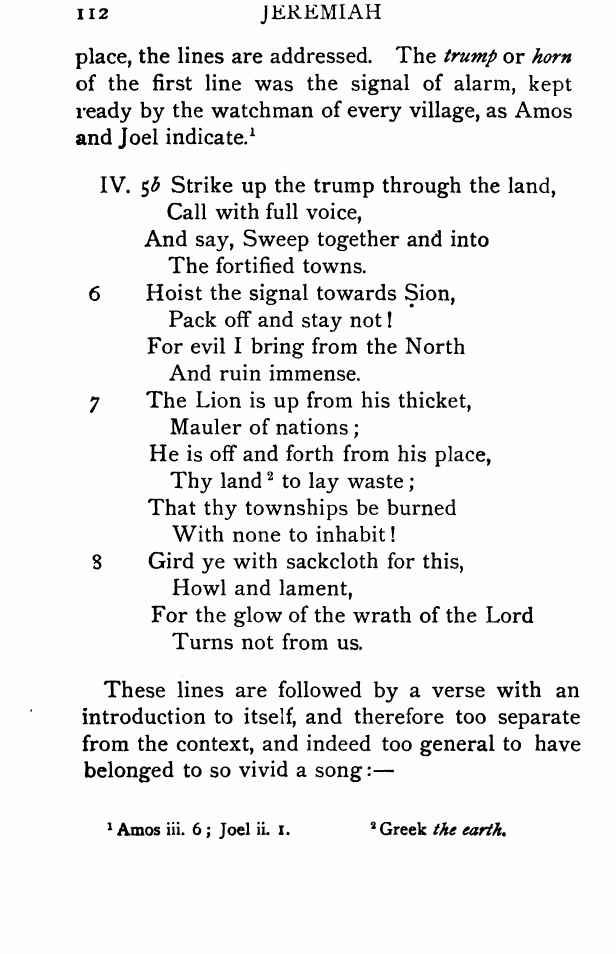 112 JEREMIAH
place, the lines are addressed. The trump or horn
of the first line was the signal of alarm, kept
ready by the watchman of every village, as Amos
and Joel indicate.¹
IV. 5b Strike up the trump through the land,
Call with full voice,
And say, Sweep together and into
The fortified towns.
6 Hoist the signal towards Ṣion,
Pack off and stay not!
For evil I bring from the North
And ruin immense.
7 The Lion is up from his thicket,
Mauler of nations;
He is off and forth from his place,
Thy land² to lay waste;
That thy townships be burned
With none to inhabit!
8 Gird ye with sackcloth for this,
Howl and lament,
For the glow of the wrath of the Lord
Turns not from us.
These lines are followed by a verse with an
introduction to itself, and therefore too separate
from the context, and indeed too general to have
belonged to so vivid a song:—
¹ Amos iii. 6; Joel ii. 1. ² Greek the earth.